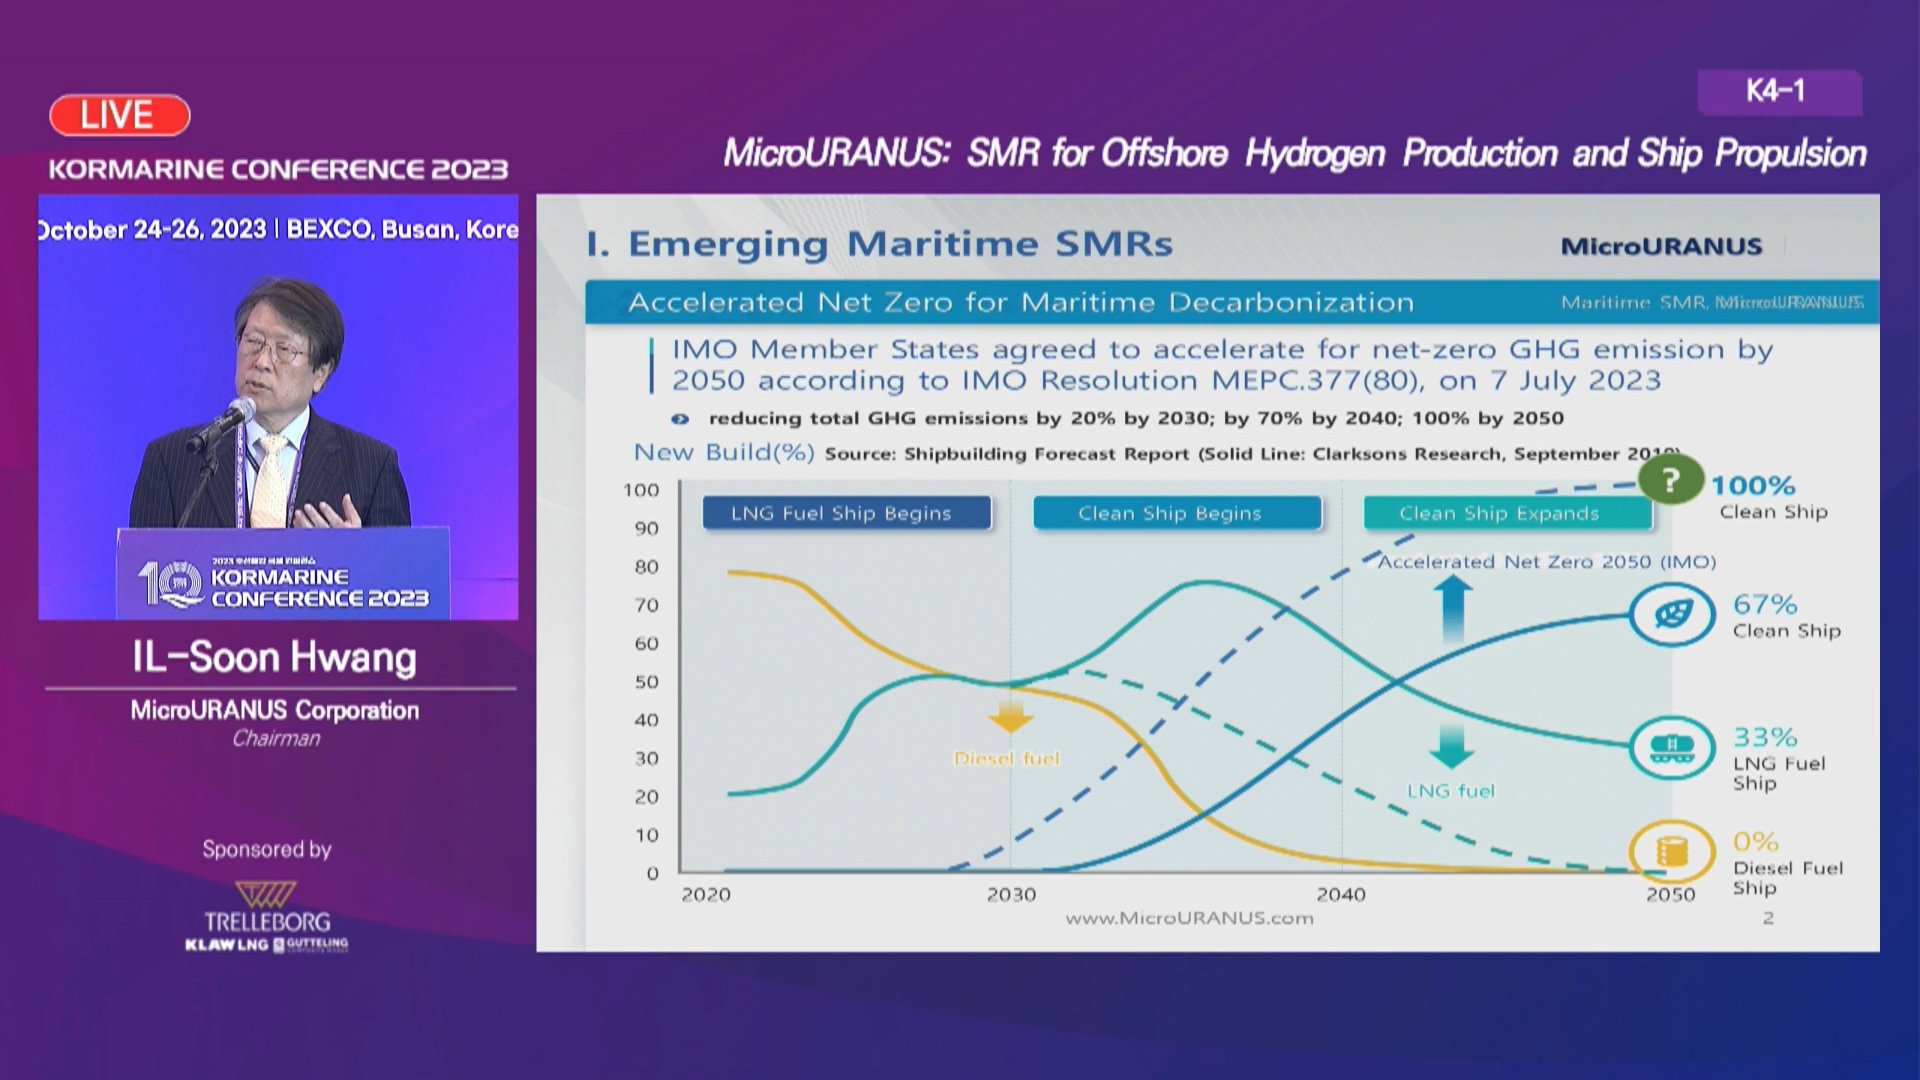 LIVE
KORMARINE CONFERENCE 2023
K4-1
MicroURANUS: SMR for Offshore Hydrogen Production and Ship Propulsion
October 24-26, 2023 | BEXCO, Busan, Kore
10
KORMARINE
CONFERENCE 2023
IL-Soon Hwang
MicroURANUS Corporation
Chairman
Sponsored by
TRELLEBORG
KLAW LNG GUTTELING
I. Emerging Maritime SMRs
MicroURANUS
Accelerated Net Zero for Maritime Decarbonization
Maritime SMR, MicroURANUS
IMO Member States agreed to accelerate for net-zero GHG emission by
2050 according to IMO Resolution MEPC.377(80), on 7 July 2023
reducing total GHG emissions by 20% by 2030; by 70% by 2040; 100% by 2050
New Build(%) Source: Shipbuilding Forecast Report (Solid Line: Clarksons Research, September
100
90
80
70
60
50
40
30
20
10
0
LNG Fuel Ship Begins
Clean Ship Begins
Clean Ship Expands
?
100%
Clean Ship
Accelerated Net Zero 2050 (IMO)
67%
Clean Ship
Diesel fuel
LNG fuel
33%
LNG Fuel
Ship
0%
Diesel Fuel
Ship
2020
2030
2040
2050
www.MicroURANUS.com
2